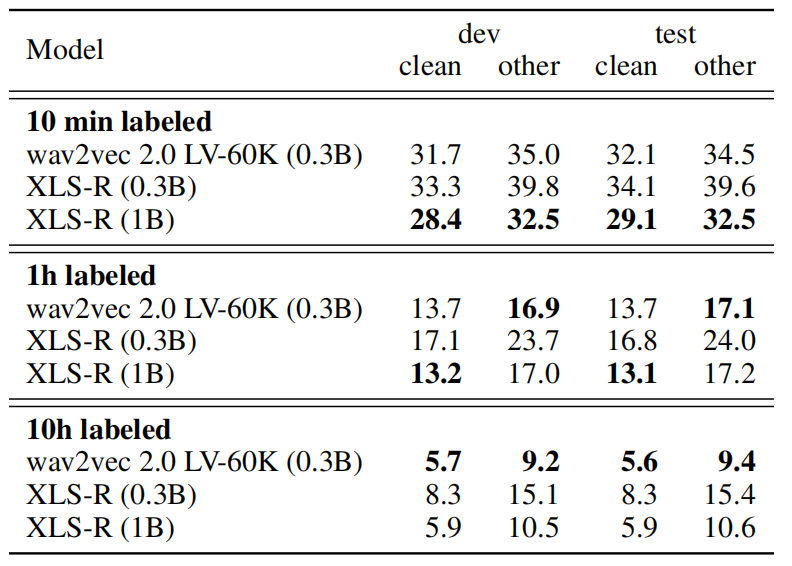 Model dev test
clean other clean other
10 min labeled
wav2vec 2.0 LV-60K (0.3B) 31.7 35.0 32.1 34.5
XLS-R (0.3B) 33.3 39.8 34.1 39.6
XLS-R (1B) 28.4 32.5 29.1 32.5
1h labeled
wav2vec 2.0 LV-60K (0.3B) 13.7 16.9 13.7 17.1
XLS-R (0.3B) 17.1 23.7 16.8 24.0
XLS-R (1B) 13.2 17.0 13.1 17.2
10h labeled
wav2vec 2.0 LV-60K (0.3B) 5.7 9.2 5.6 9.4
XLS-R (0.3B) 8.3 15.1 8.3 15.4
XLS-R (1B) 5.9 10.5 5.9 10.6